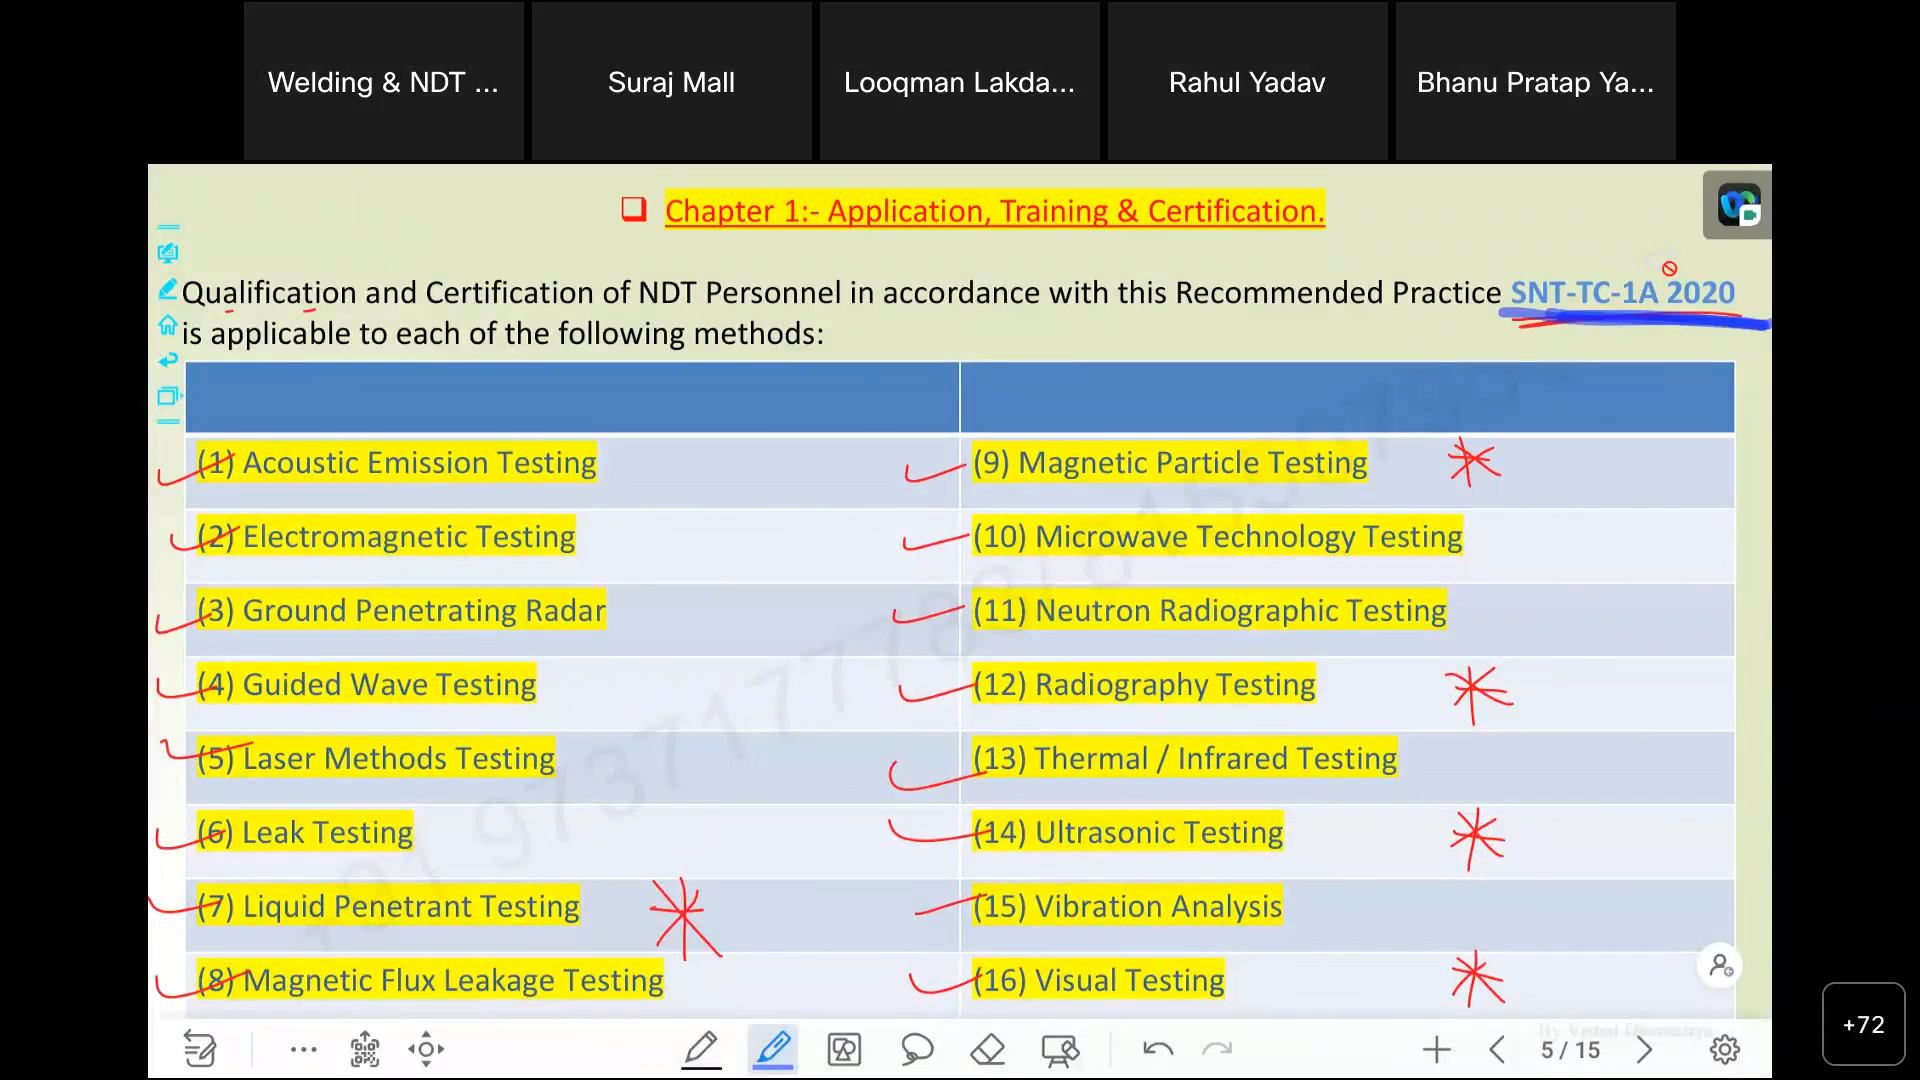 Welding & NDT ...
Suraj Mall
Looqman Lakda...
Rahul Yadav
Bhanu Pratap Ya...
Chapter 1:- Application, Training & Certification.
Qualification and Certification of NDT Personnel in accordance with this Recommended Practice SNT-TC-1A 2020
is applicable to each of the following methods:
(1) Acoustic Emission Testing
(9) Magnetic Particle Testing
(2) Electromagnetic Testing
(10) Microwave Technology Testing
(3) Ground Penetrating Radar
(11) Neutron Radiographic Testing
(4) Guided Wave Testing
(12) Radiography Testing
(5) Laser Methods Testing
(13) Thermal / Infrared Testing
(6) Leak Testing
(14) Ultrasonic Testing
(7) Liquid Penetrant Testing
(15) Vibration Analysis
(8) Magnetic Flux Leakage Testing
(16) Visual Testing
5 / 15
+72